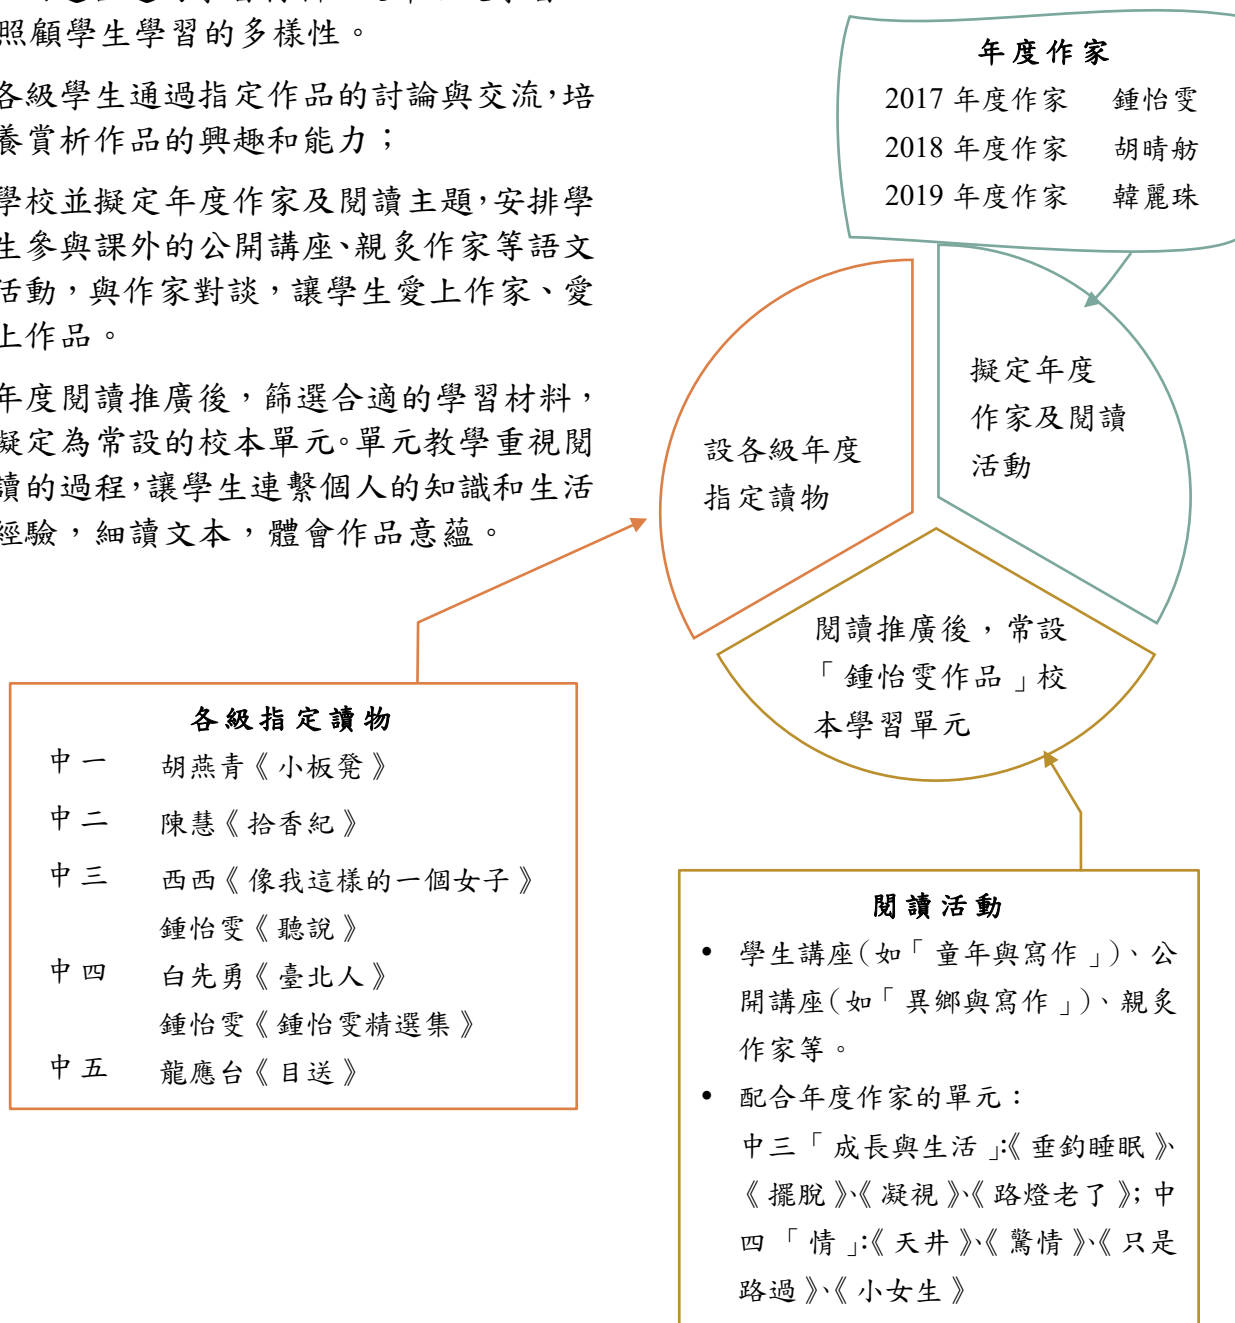 照顧學生學習的多樣性。
各級學生通過指定作品的討論與交流，培
養賞析作品的興趣和能力；
學校並擬定年度作家及閱讀主題，安排學
生參與課外的公開講座、親炙作家等語文
活動，與作家對談，讓學生愛上作家、愛
上作品。
年度閱讀推廣後，篩選合適的學習材料，
擬定為常設的校本單元。單元教學重視閱
讀的過程，讓學生連繫個人的知識和生活
經驗，細讀文本，體會作品意蘊。
年度作家
2017 年度作家 鍾怡雯
2018 年度作家 胡晴舫
2019 年度作家 韓麗珠
擬定年度
作家及閱讀
活動
設各級年度
指定讀物
閱讀推廣後，常設
「鍾怡雯作品」校
本學習單元
各級指定讀物
中一 胡燕青《小板凳》
中二 陳慧《拾香紀》
中三 西西《像我這樣的一個女子》
鍾怡雯《聽說》
中四 白先勇《臺北人》
鍾怡雯《鍾怡雯精選集》
中五 龍應台《目送》
閱讀活動
• 學生講座(如「童年與寫作」)、公
開講座(如「異鄉與寫作」)、親炙
作家等。
• 配合年度作家的單元：
中三「成長與生活」:《垂釣睡眠》、
《擺脫》、《凝視》、《路燈老了》；中
四「情」:《天井》、《驚情》、《只是
路過》、《小女生》